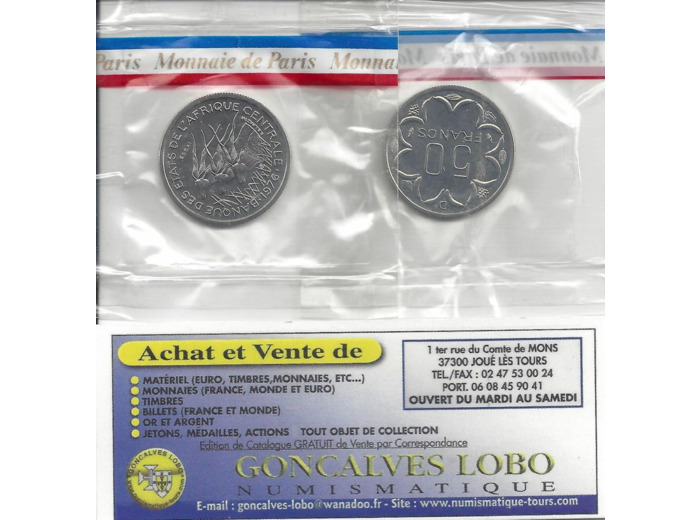 Paris Monnaie de Paris Monna
Monnaie de Paris
BANQUE DES ETATS DE L'AFRIQUE CENTRALE
1976
ESSAI
50
FRANCS
D
Achat et Vente de
MATÉRIEL (EURO, TIMBRES,MONNAIES, ETC...)
MONNAIES (FRANCE, MONDE ET EURO)
TIMBRES
BILLETS (FRANCE ET MONDE)
OR ET ARGENT
JETONS, MÉDAILLES, ACTIONS TOUT OBJET DE COLLECTION
Edition de Catalogue GRATUIT de Vente par Correspondance
1 ter rue du Comte de MONS
37300 JOUÉ LÈS TOURS
TEL./FAX : 02 47 53 00 24
PORT. 06 08 45 90 41
OUVERT DU MARDI AU SAMEDI
GONCALVES LOBO
GONCALVES LOBO
NUMISMATIQUE
E-mail : goncalves-lobo@wanadoo.fr - Site : www.numismatique-tours.com